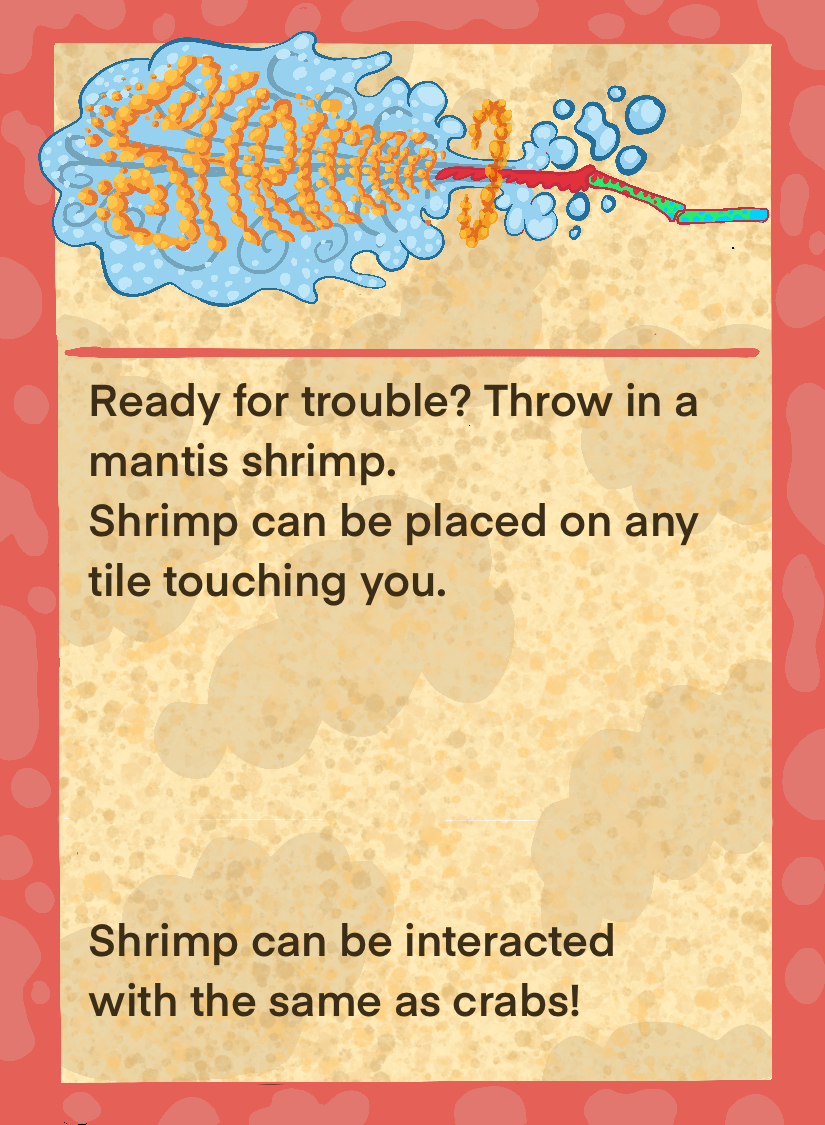 Ready for trouble? Throw in a
mantis shrimp.
Shrimp can be placed on any
tile touching you.
Shrimp can be interacted
with the same as crabs!